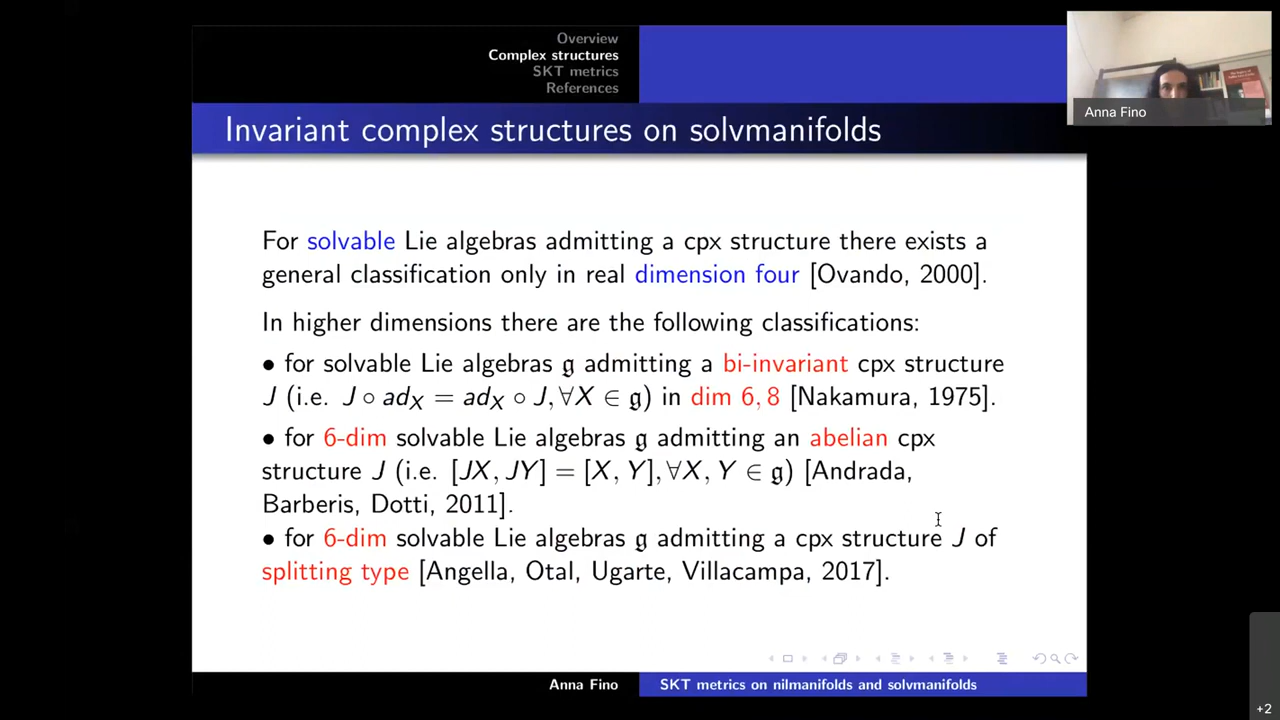 Overview
Complex structures
SKT metrics
References
Anna Fino
Invariant complex structures on solvmanifolds
For solvable Lie algebras admitting a cpx structure there exists a
general classification only in real dimension four [Ovando, 2000].
In higher dimensions there are the following classifications:
• for solvable Lie algebras 𝔤 admitting a bi-invariant cpx structure
J (i.e. J ∘ ad_X = ad_X ∘ J, ∀X ∈ 𝔤) in dim 6, 8 [Nakamura, 1975].
• for 6-dim solvable Lie algebras 𝔤 admitting an abelian cpx
structure J (i.e. [JX, JY] = [X, Y], ∀X, Y ∈ 𝔤) [Andrada,
Barberis, Dotti, 2011].
• for 6-dim solvable Lie algebras 𝔤 admitting a cpx structure J of
splitting type [Angella, Otal, Ugarte, Villacampa, 2017].
Anna Fino
SKT metrics on nilmanifolds and solvmanifolds
+2